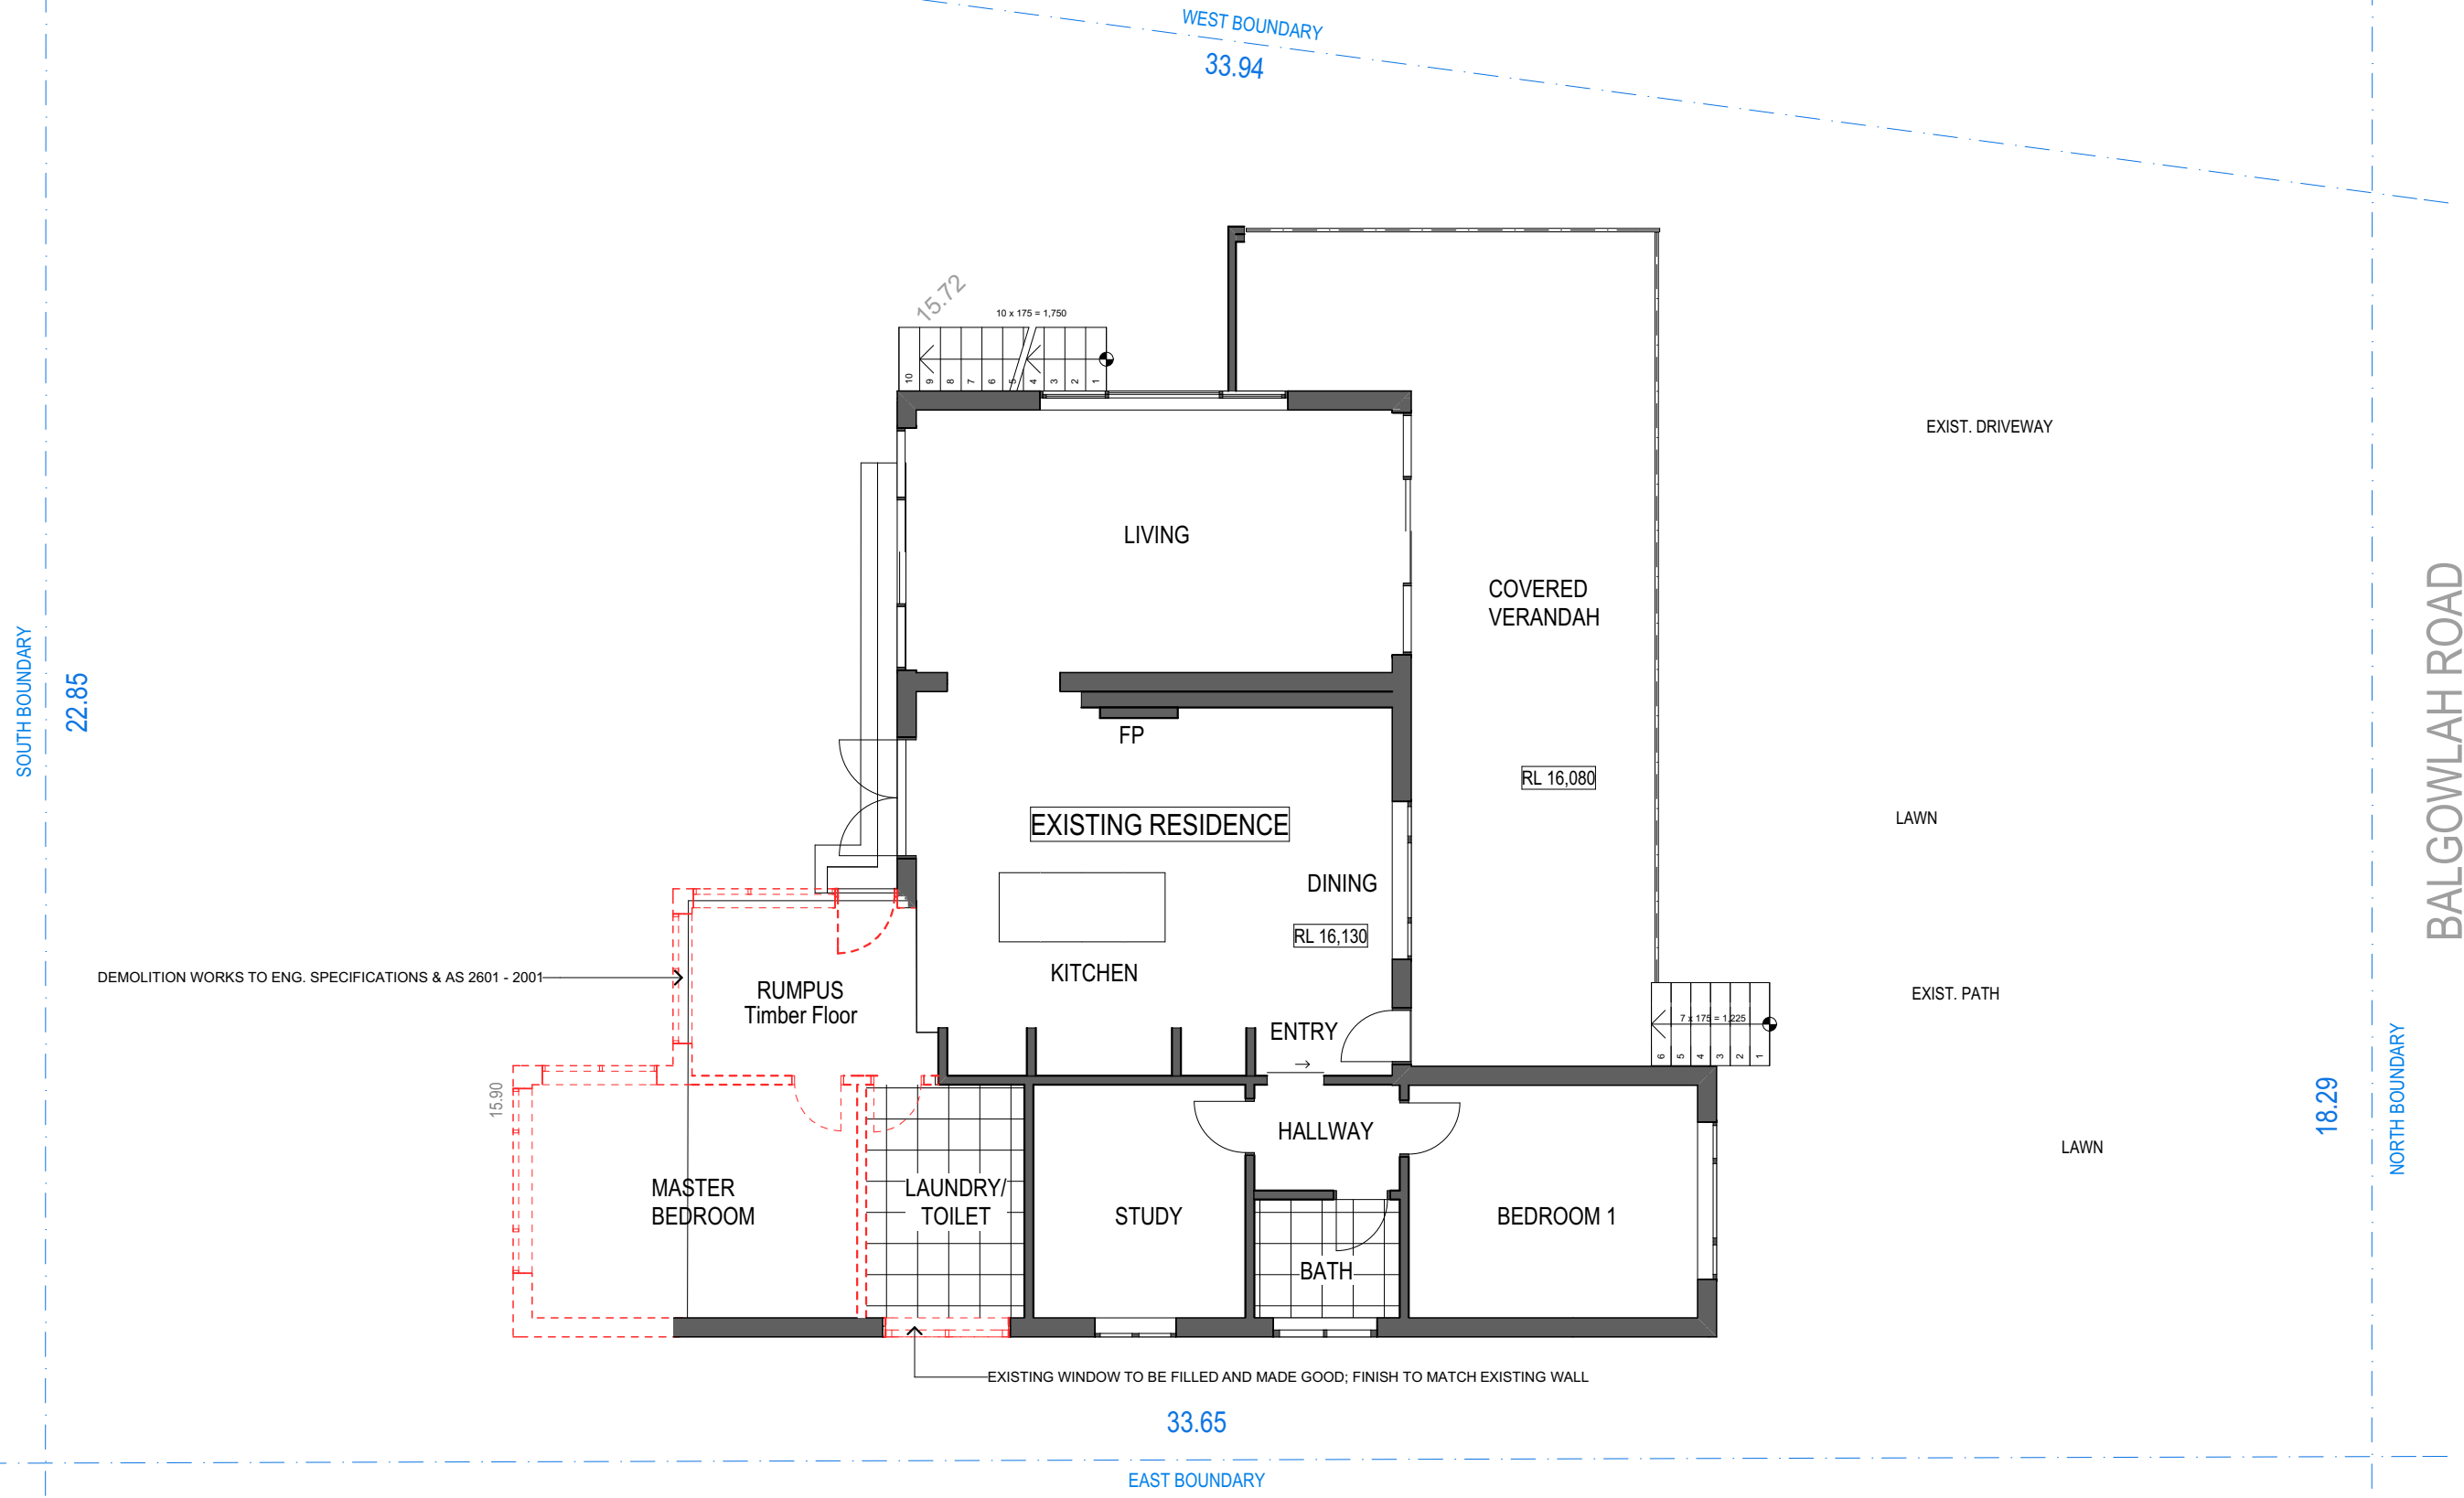 WEST BOUNDARY
33.94
15.72
10 x 175 = 1,750
10 9 8 7 6 5 4 3 2 1
EXIST. DRIVEWAY
LIVING
COVERED
VERANDAH
BALGOWLAH ROAD
SOUTH BOUNDARY
22.85
FP
RL 16,080
EXISTING RESIDENCE
LAWN
DINING
RL 16,130
KITCHEN
DEMOLITION WORKS TO ENG. SPECIFICATIONS & AS 2601 - 2001
RUMPUS
Timber Floor
EXIST. PATH
ENTRY
7 x 175 = 1,225
6 5 4 3 2 1
15.90
HALLWAY
LAWN
18.29
NORTH BOUNDARY
MASTER
BEDROOM
LAUNDRY/
TOILET
STUDY
BEDROOM 1
BATH
EXISTING WINDOW TO BE FILLED AND MADE GOOD; FINISH TO MATCH EXISTING WALL
33.65
EAST BOUNDARY